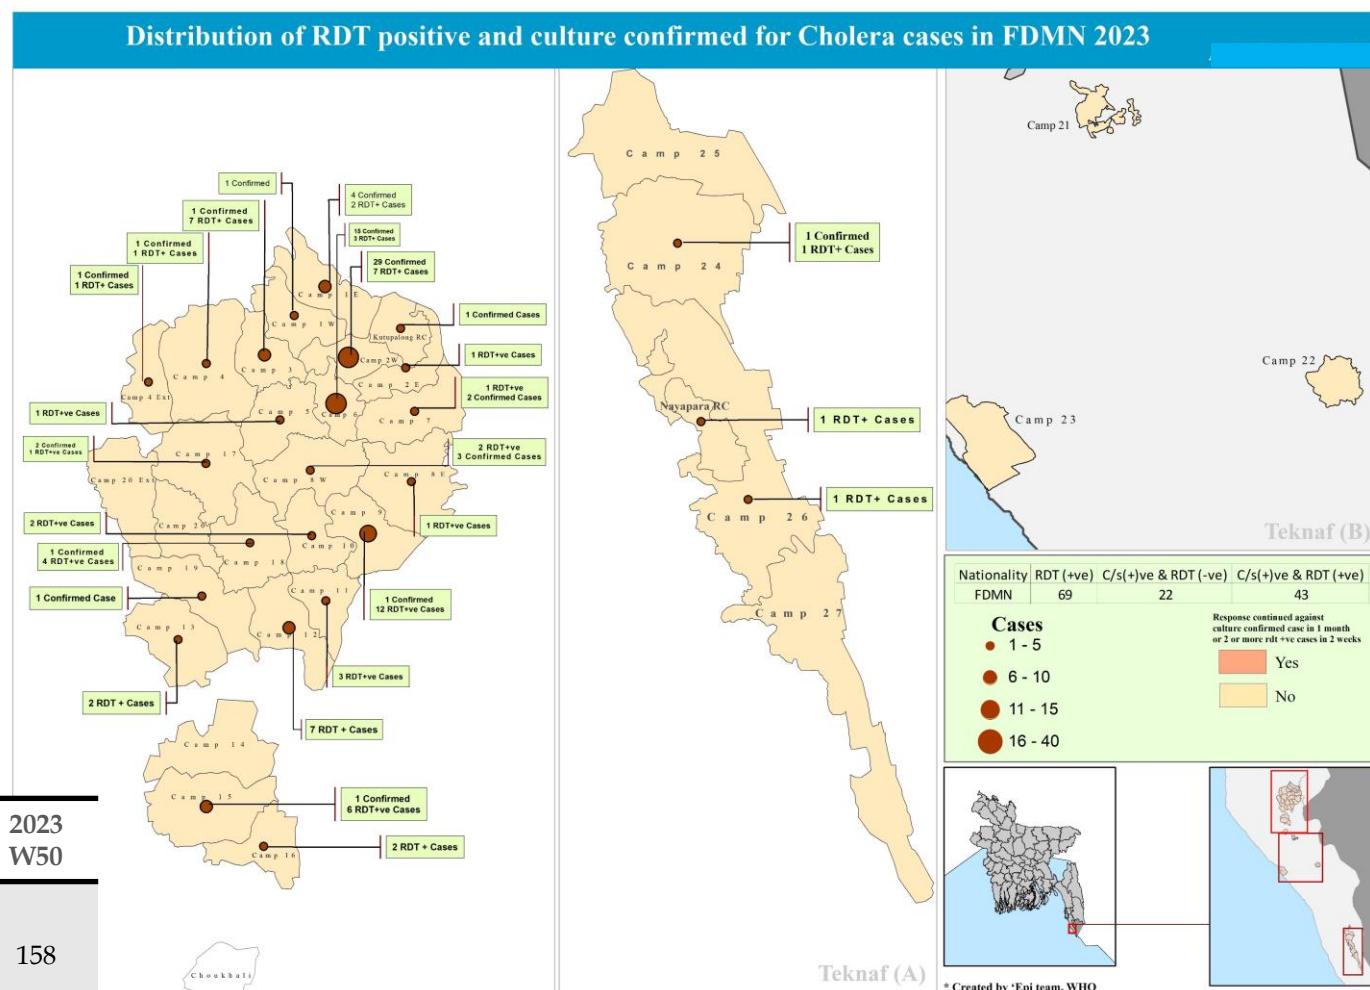 Distribution of RDT positive and culture confirmed for Cholera cases in FDMN 2023
1 Confirmed
4 Confirmed
2 RDT+ Cases
1 Confirmed
7 RDT+ Cases
15 Confirmed
3 RDT+ Cases
1 Confirmed
1 RDT+ Cases
29 Confirmed
7 RDT+ Cases
1 Confirmed
1 RDT+ Cases
Camp 1E
1 Confirmed Cases
Camp 1W
Kutupalong RC
1 RDT+ve Cases
Camp 2W
Camp 3
Camp 4
Camp 2E
Camp 4 Ext
1 RDT+ve
2 Confirmed Cases
1 RDT+ve Cases
Camp 5
Camp 6
Camp 7
2 Confirmed
1 RDT+ve Cases
2 RDT+ve
3 Confirmed Cases
Camp 17
Camp 20 Ext
Camp 8W
Camp 8E
2 RDT+ve Cases
Camp 9
1 RDT+ve Cases
Camp 20
Camp 10
1 Confirmed
4 RDT+ve Cases
Camp 19
Camp 18
1 Confirmed Case
Camp 11
1 Confirmed
12 RDT+ve Cases
Camp 13
Camp 12
3 RDT+ve Cases
2 RDT + Cases
7 RDT + Cases
Camp 14
Camp 15
1 Confirmed
6 RDT+ve Cases
2 RDT + Cases
Camp 16
Choukhali
2023
W50
158
Camp 25
1 Confirmed
1 RDT+ Cases
Camp 24
Nayapara RC
1 RDT+ Cases
1 RDT+ Cases
Camp 26
Camp 27
Teknaf (A)
Camp 21
Camp 22
Camp 23
Teknaf (B)
Nationality RDT (+ve) C/s(+)ve & RDT (-ve) C/s(+)ve & RDT (+ve)
FDMN 69 22 43
Cases
1 - 5
6 - 10
11 - 15
16 - 40
Response continued against
culture confirmed case in 1 month
or 2 or more rdt +ve cases in 2 weeks
Yes
No
* Created by 'Epi team, WHO